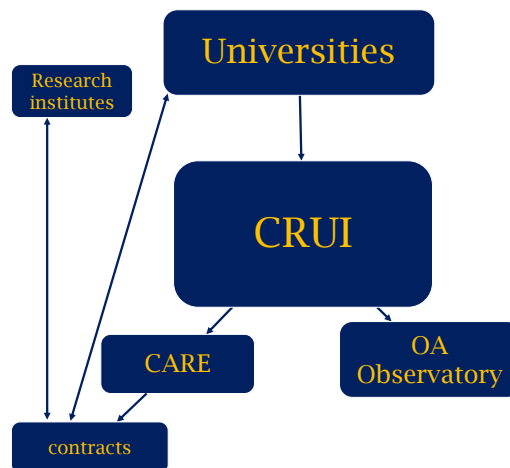 Universities
Research
institutes
CRUI
CARE
OA
Observatory
contracts